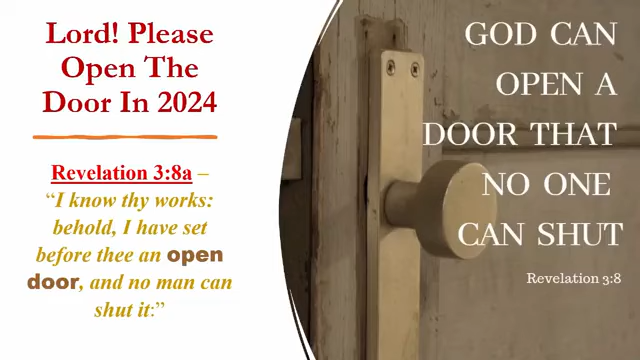 Lord! Please
Open The
Door In 2024
Revelation 3:8a –
“I know thy works:
behold, I have set
before thee an open
door, and no man can
shut it:”
GOD CAN
OPEN A
DOOR THAT
NO ONE
CAN SHUT
Revelation 3:8